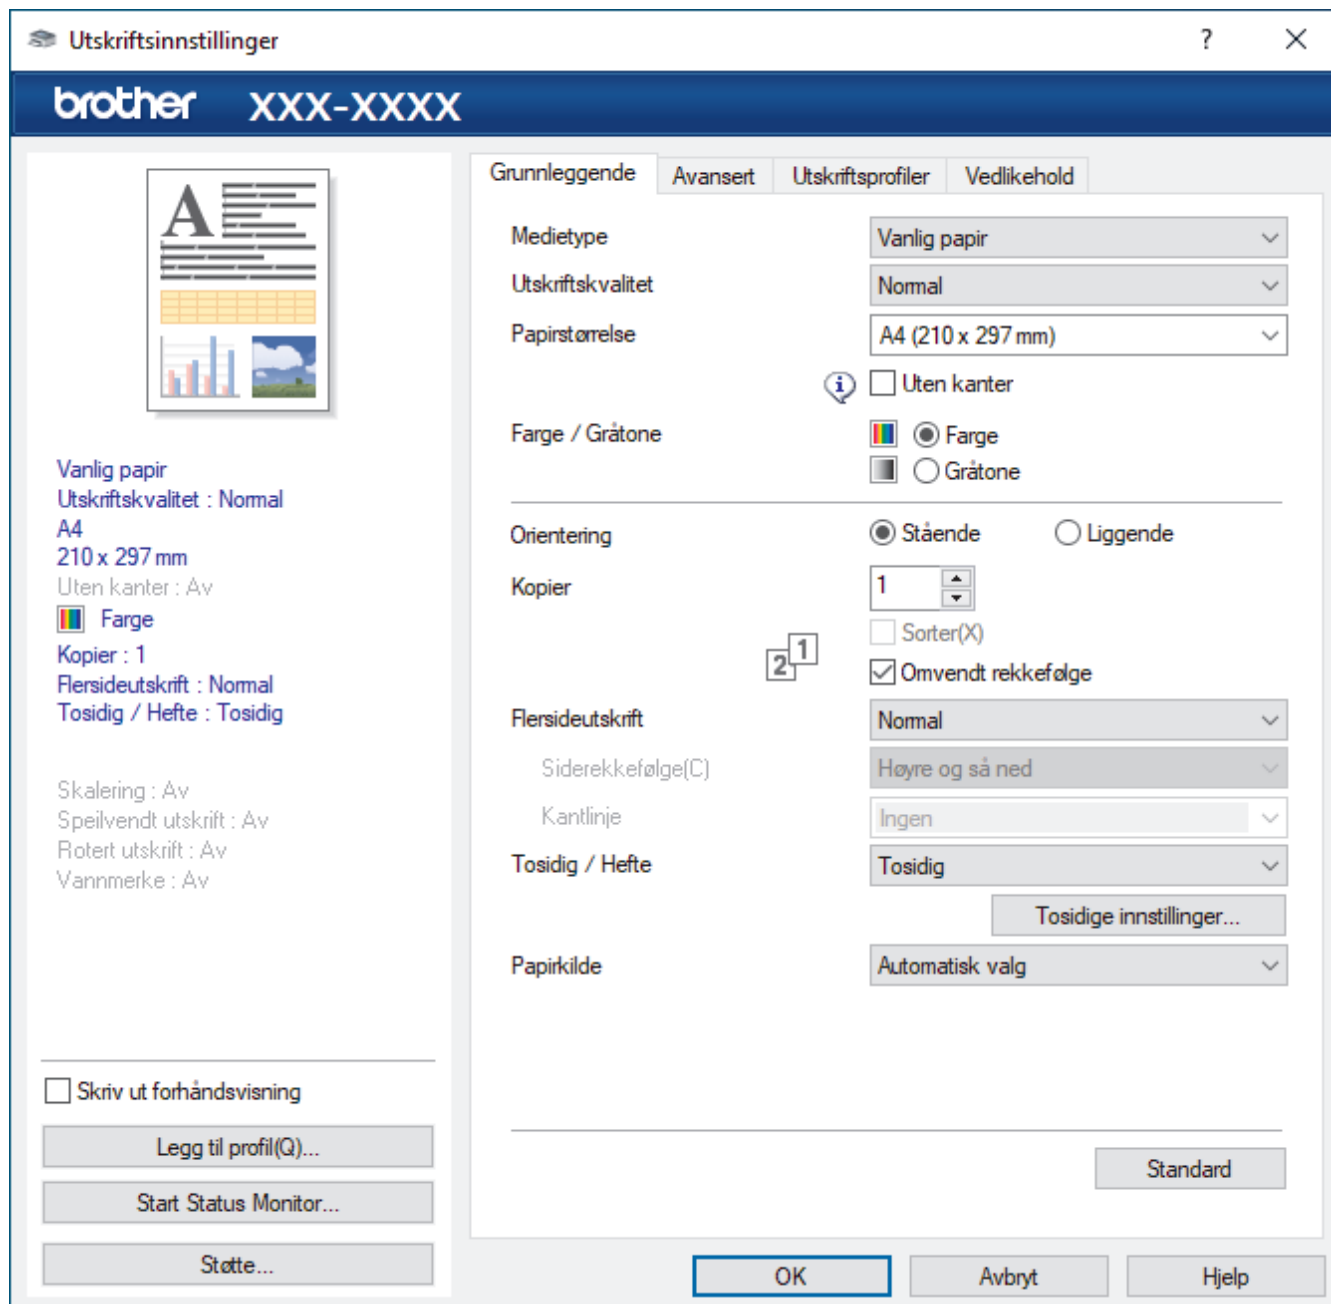 Utskriftsinnstillinger
?
brother XXX-XXXX
A
Vanlig papir
Utskriftskvalitet : Normal
A4
210 x 297 mm
Uten kanter : Av
Farge
Kopier : 1
Flersideutskrift : Normal
Tosidig / Hefte : Tosidig
Skalering : Av
Speilvendt utskrift : Av
Rotert utskrift : Av
Vannmerke : Av
Skriv ut forhåndsvisning
Legg til profil(Q)...
Start Status Monitor...
Støtte...
Grunnleggende Avansert Utskriftsprofiler Vedlikehold
Medietype Vanlig papir
Utskriftskvalitet Normal
Papirstørrelse A4 (210 x 297 mm)
i Uten kanter
Farge / Gråtone Farge
Gråtone
Orientering Stående Liggende
Kopier 1
Sorter(X)
2 1 Omvendt rekkefølge
Flersideutskrift Normal
Siderekkefølge(C) Høyre og så ned
Kantlinje Ingen
Tosidig / Hefte Tosidig
Tosidige innstillinger...
Papirkilde Automatisk valg
Standard
OK Avbryt Hjelp